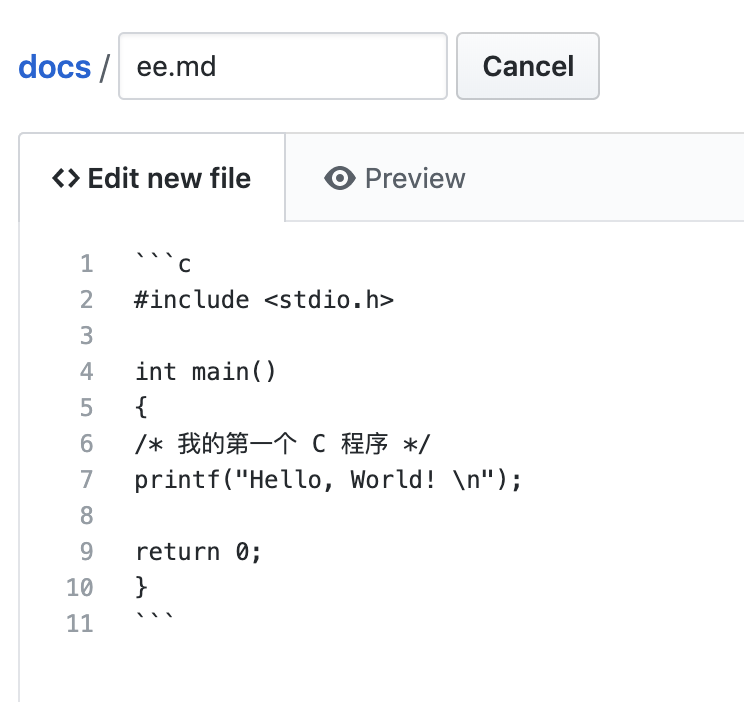 docs / ee.md Cancel
<> Edit new file Preview
1 ```c
2 #include <stdio.h>
3
4 int main()
5 {
6 /* 我的第一个 C 程序 */
7 printf("Hello, World! \n");
8
9 return 0;
10 }
11 ```